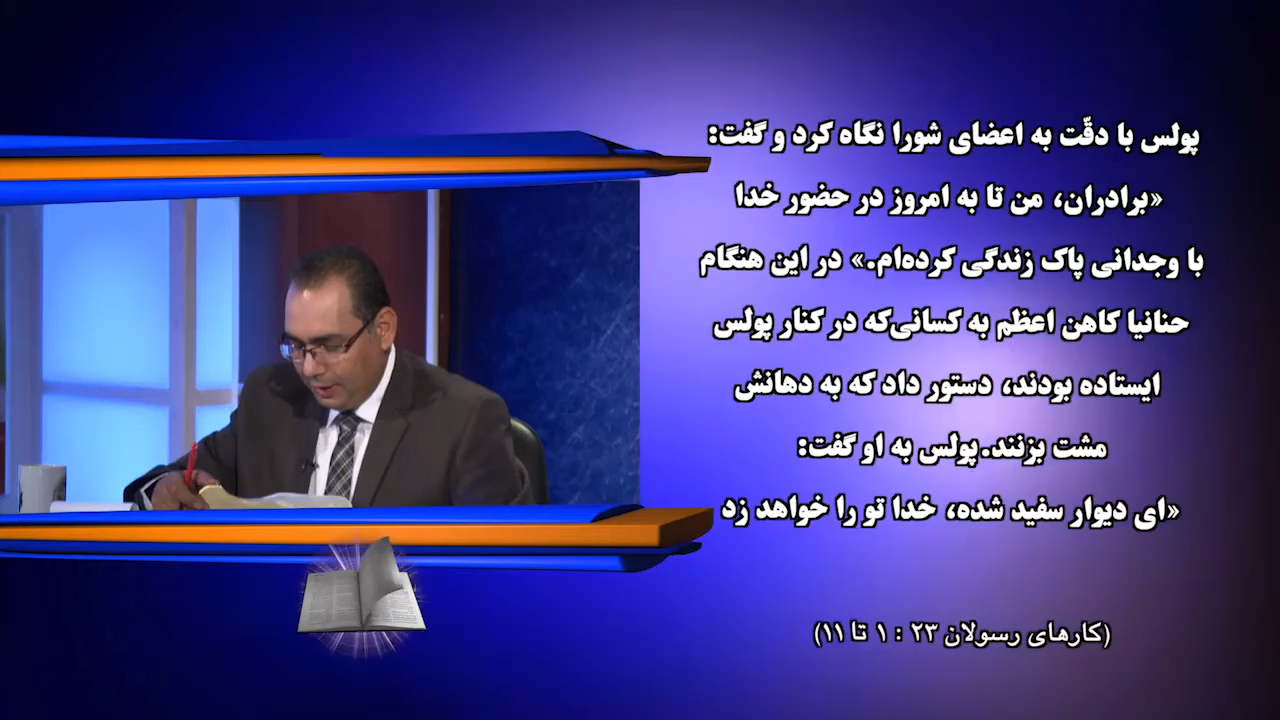 پولس با دقّت به اعضای شورا نگاه کرد و گفت:
«برادران، من تا به امروز در حضور خدا
با وجدانی پاک زندگی کرده‌ام.» در این هنگام
حنانیا کاهن اعظم به کسانی‌که در کنار پولس
ایستاده بودند، دستور داد که به دهانش
مشت بزنند.پولس به او گفت:
«ای دیوار سفید شده، خدا تو را خواهد زد
(کارهای رسولان ۲۳ : ۱ تا ۱۱)